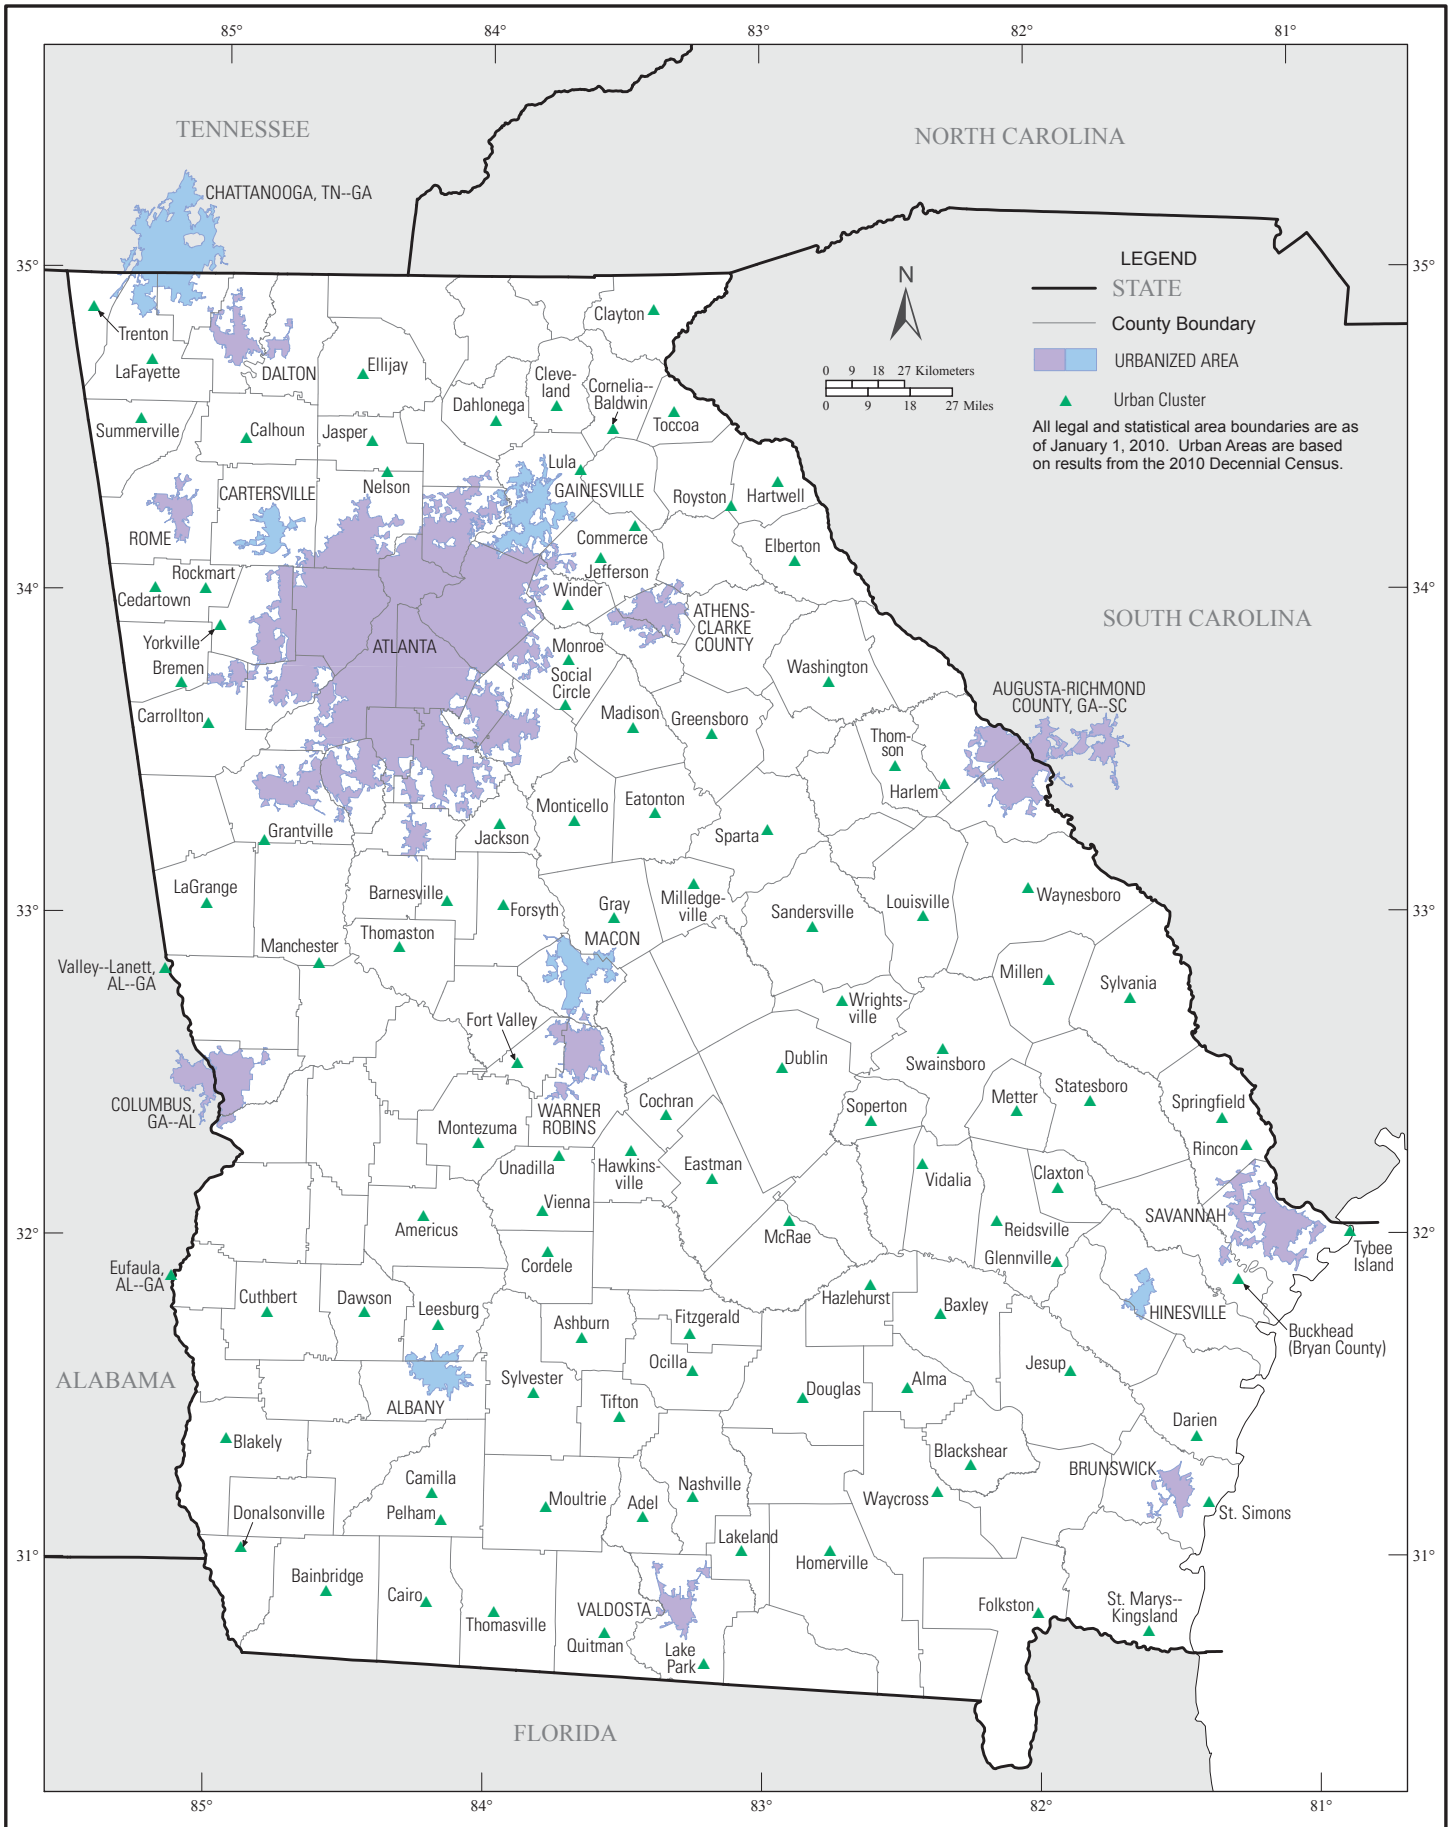 85°
84°
83°
82°
81°
TENNESSEE
NORTH CAROLINA
CHATTANOOGA, TN--GA
35°
35°
LEGEND
STATE
County Boundary
URBANIZED AREA
Urban Cluster
All legal and statistical area boundaries are as
of January 1, 2010.  Urban Areas are based
on results from the 2010 Decennial Census.
N
0 9 18 27 Kilometers
0 9 18 27 Miles
Clayton
Trenton
LaFayette
DALTON
Ellijay
Cleve-
land
Cornelia--
Baldwin
Dahlonega
Toccoa
Summerville
Calhoun
Jasper
Lula
Nelson
GAINESVILLE
CARTERSVILLE
Royston
Hartwell
ROME
Commerce
Elberton
Jefferson
Rockmart
34°
34°
Cedartown
Winder
ATHENS-
CLARKE
COUNTY
SOUTH CAROLINA
Yorkville
ATLANTA
Monroe
Bremen
Social
Circle
Washington
AUGUSTA-RICHMOND
COUNTY, GA--SC
Carrollton
Madison
Greensboro
Thom-
son
Harlem
Monticello
Eatonton
Grantville
Jackson
Sparta
LaGrange
Barnesville
Forsyth
Gray
Milledge-
ville
Sandersville
Louisville
Waynesboro
33°
33°
Thomaston
MACON
Manchester
Valley--Lanett,
AL--GA
Millen
Sylvania
Wrights-
ville
Fort Valley
Dublin
Swainsboro
Statesboro
COLUMBUS,
GA--AL
WARNER
ROBINS
Cochran
Soperton
Metter
Springfield
Montezuma
Rincon
Unadilla
Hawkins-
ville
Eastman
Vidalia
Claxton
Vienna
SAVANNAH
Americus
McRae
Reidsville
32°
32°
Tybee
Island
Cordele
Glennville
Eufaula,
AL--GA
Cuthbert
Dawson
Leesburg
Hazlehurst
Baxley
HINESVILLE
Ashburn
Fitzgerald
Buckhead
(Bryan County)
ALABAMA
Ocilla
Jesup
Sylvester
Douglas
Alma
ALBANY
Tifton
Darien
Blakely
Blackshear
BRUNSWICK
Camilla
Nashville
Donalsonville
Pelham
Moultrie
Adel
Waycross
St. Simons
Lakeland
31°
31°
Homerville
Bainbridge
Cairo
VALDOSTA
Folkston
St. Marys--
Kingsland
Thomasville
Quitman
Lake
Park
FLORIDA
85°
84°
83°
82°
81°